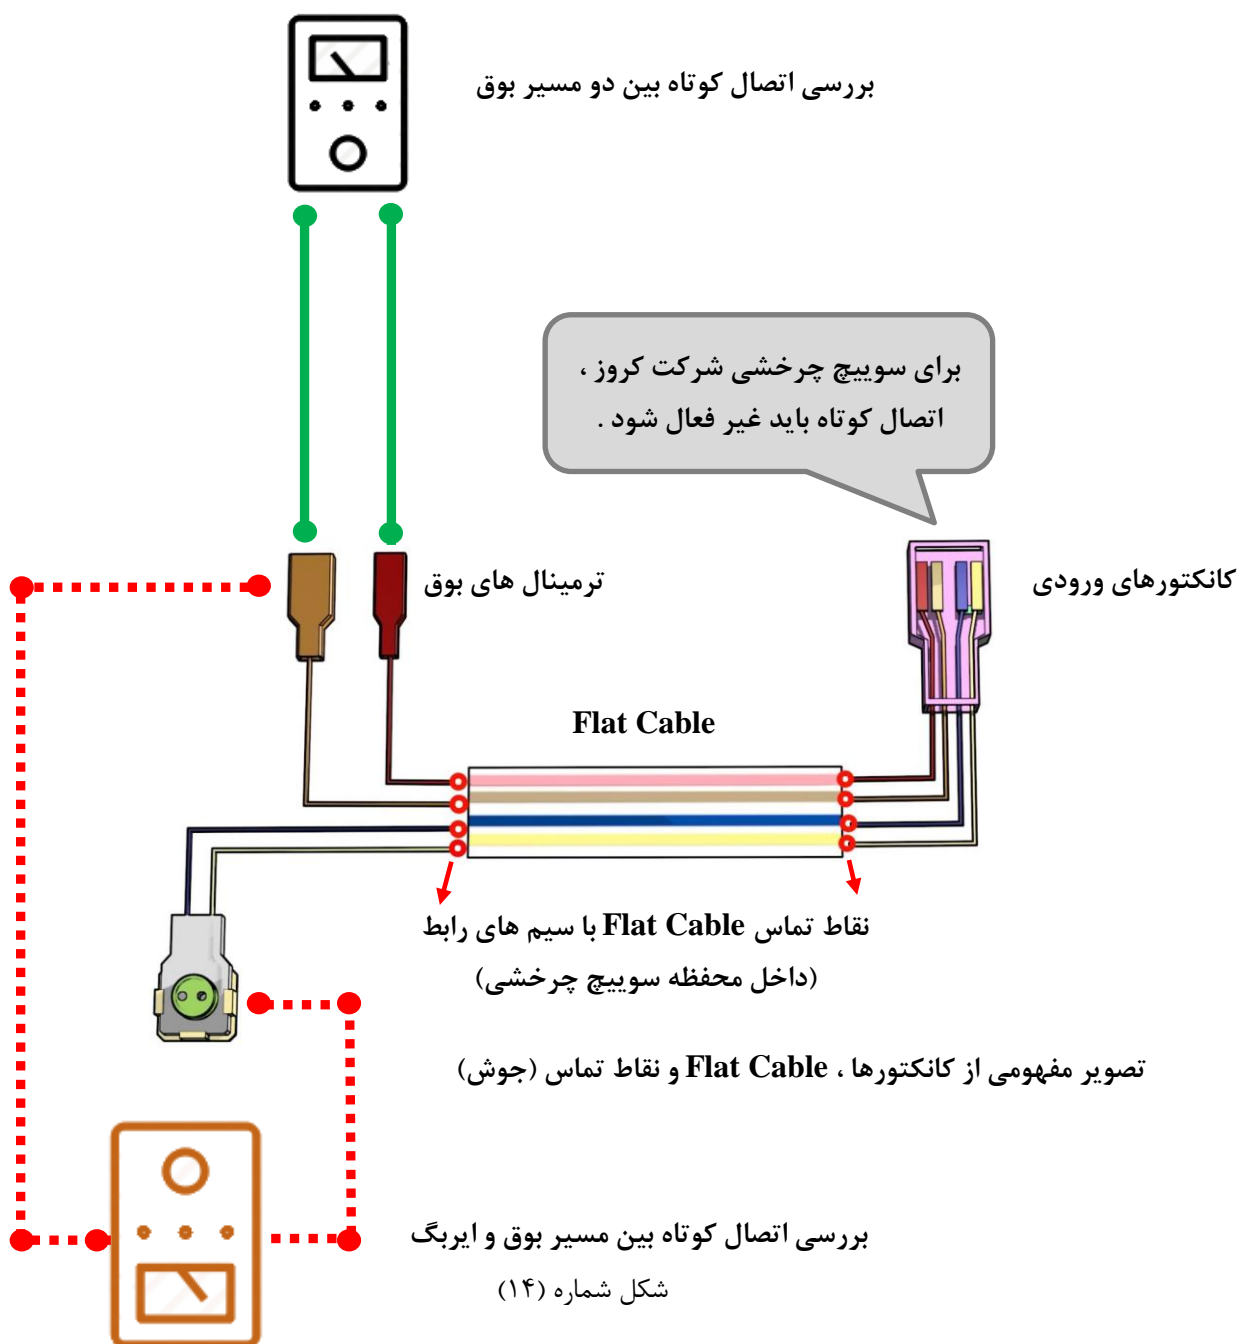 بررسی اتصال کوتاه بین دو مسیر بوق
برای سوییچ چرخشی شرکت کروز ،
اتصال کوتاه باید غیر فعال شود .
ترمینال های بوق
کانکتورهای ورودی
Flat Cable
نقاط تماس Flat Cable با سیم های رابط
(داخل محفظه سوییچ چرخشی)
تصویر مفهومی از کانکتورها ، Flat Cable و نقاط تماس (جوش)
بررسی اتصال کوتاه بین مسیر بوق و ایربگ
شکل شماره (۱۴)